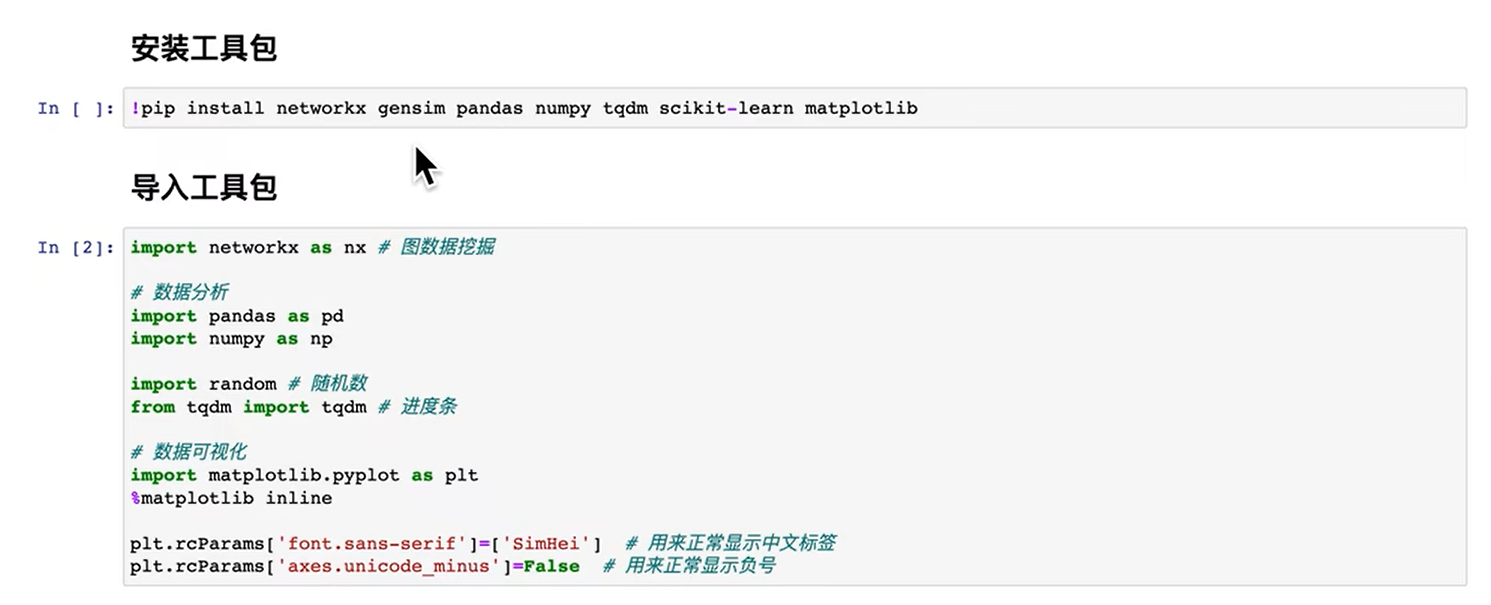 安装工具包
In [ ]: !pip install networkx gensim pandas numpy tqdm scikit-learn matplotlib
导入工具包
In [2]: import networkx as nx # 图数据挖掘
# 数据分析
import pandas as pd
import numpy as np
import random # 随机数
from tqdm import tqdm # 进度条
# 数据可视化
import matplotlib.pyplot as plt
%matplotlib inline
plt.rcParams['font.sans-serif']=['SimHei']  # 用来正常显示中文标签
plt.rcParams['axes.unicode_minus']=False  # 用来正常显示负号